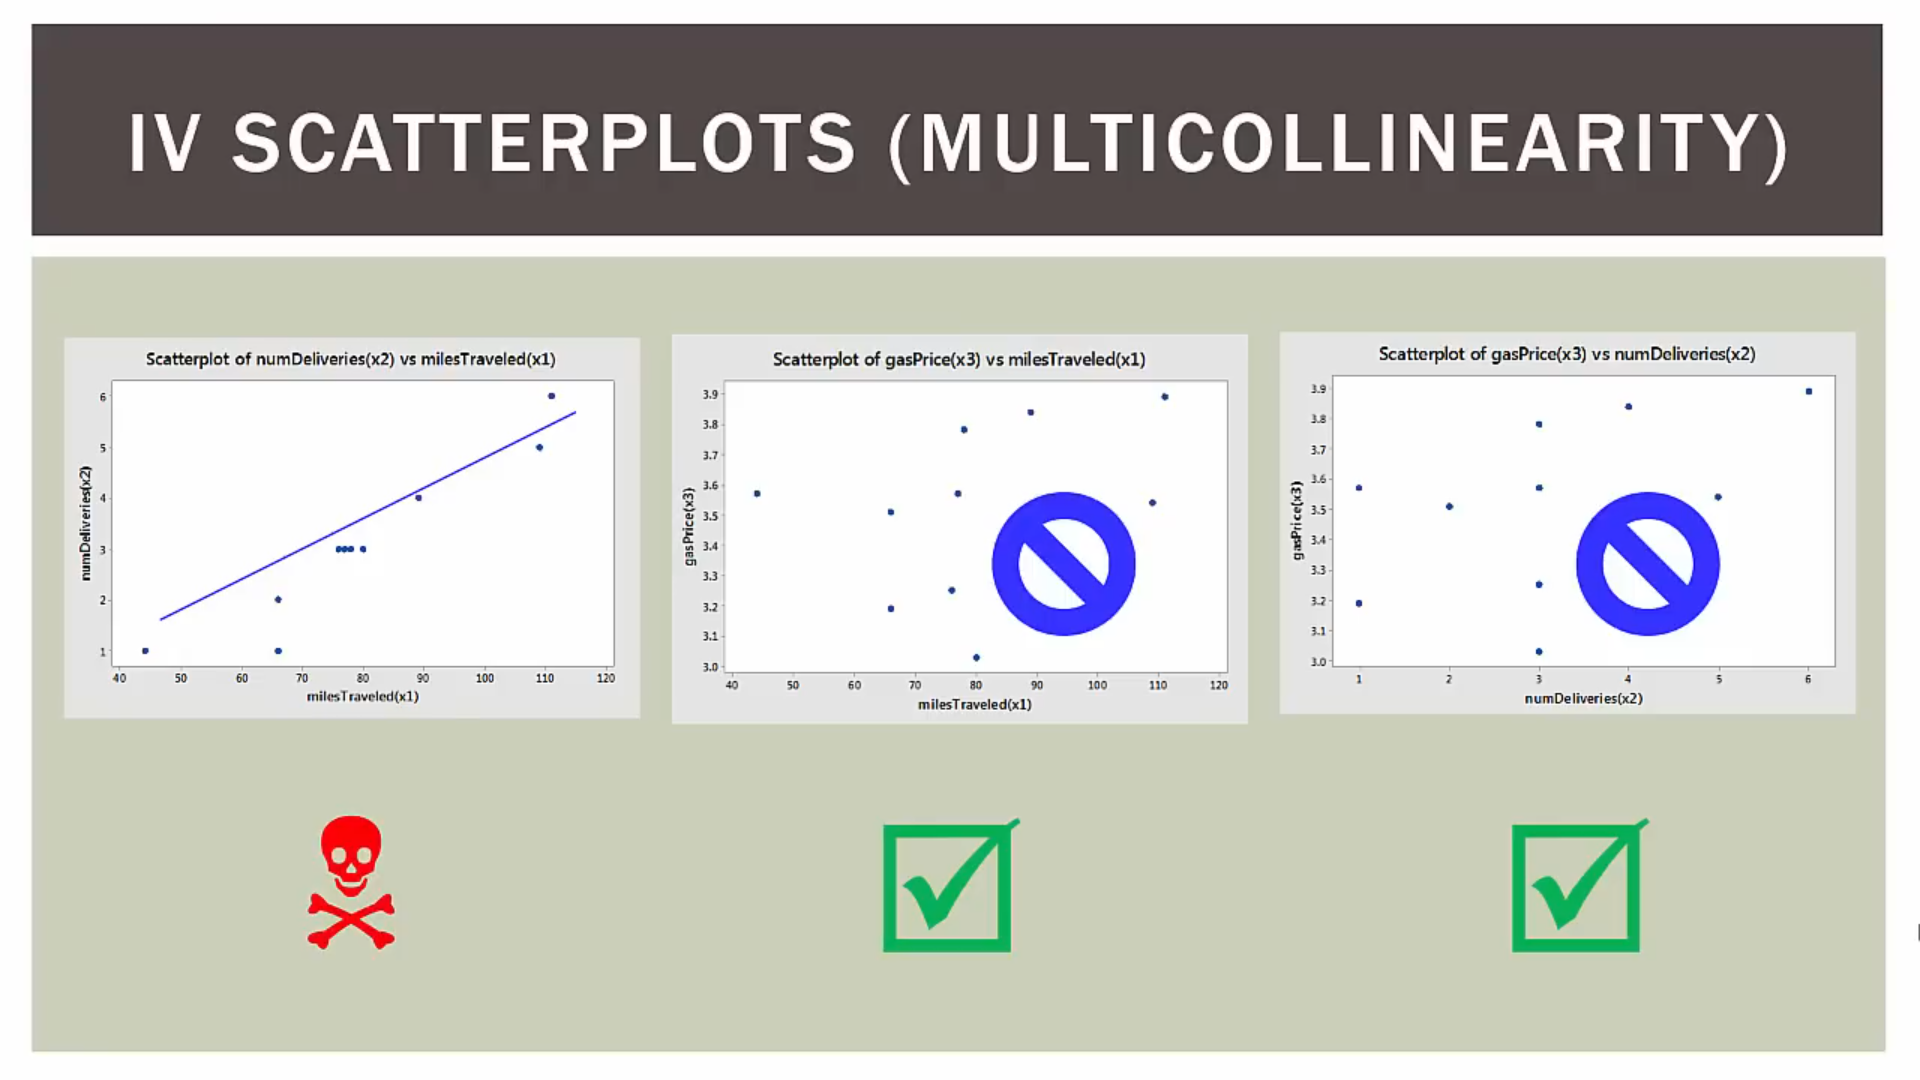 IV SCATTERPLOTS (MULTICOLLINEARITY)
Scatterplot of numDeliveries(x2) vs milesTraveled(x1)
numDeliveries(x2)
6
5
4
3
2
1
40 50 60 70 80 90 100 110 120
milesTraveled(x1)
Scatterplot of gasPrice(x3) vs milesTraveled(x1)
gasPrice(x3)
3.9
3.8
3.7
3.6
3.5
3.4
3.3
3.2
3.1
3.0
40 50 60 70 80 90 100 110 120
milesTraveled(x1)
Scatterplot of gasPrice(x3) vs numDeliveries(x2)
gasPrice(x3)
3.9
3.8
3.7
3.6
3.5
3.4
3.3
3.2
3.1
3.0
1 2 3 4 5 6
numDeliveries(x2)